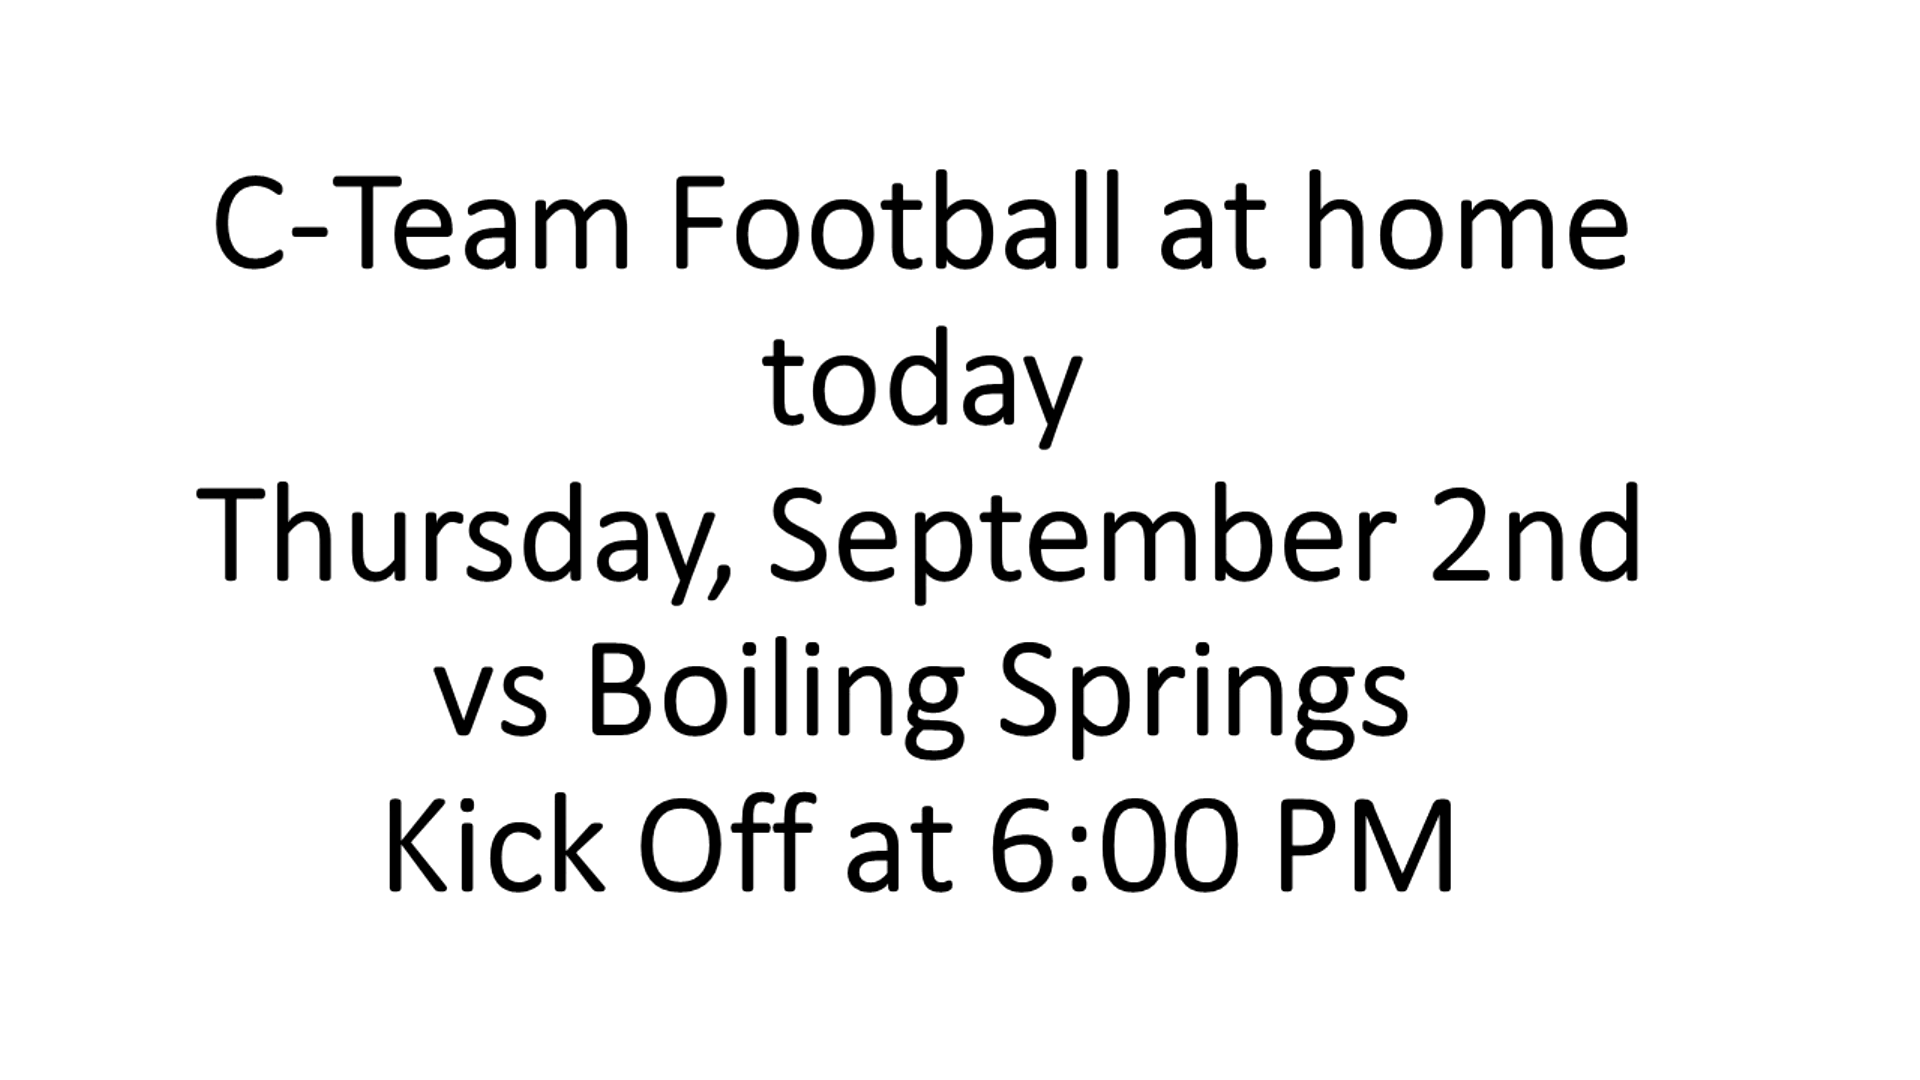 C-Team Football at home
today
Thursday, September 2nd
vs Boiling Springs
Kick Off at 6:00 PM